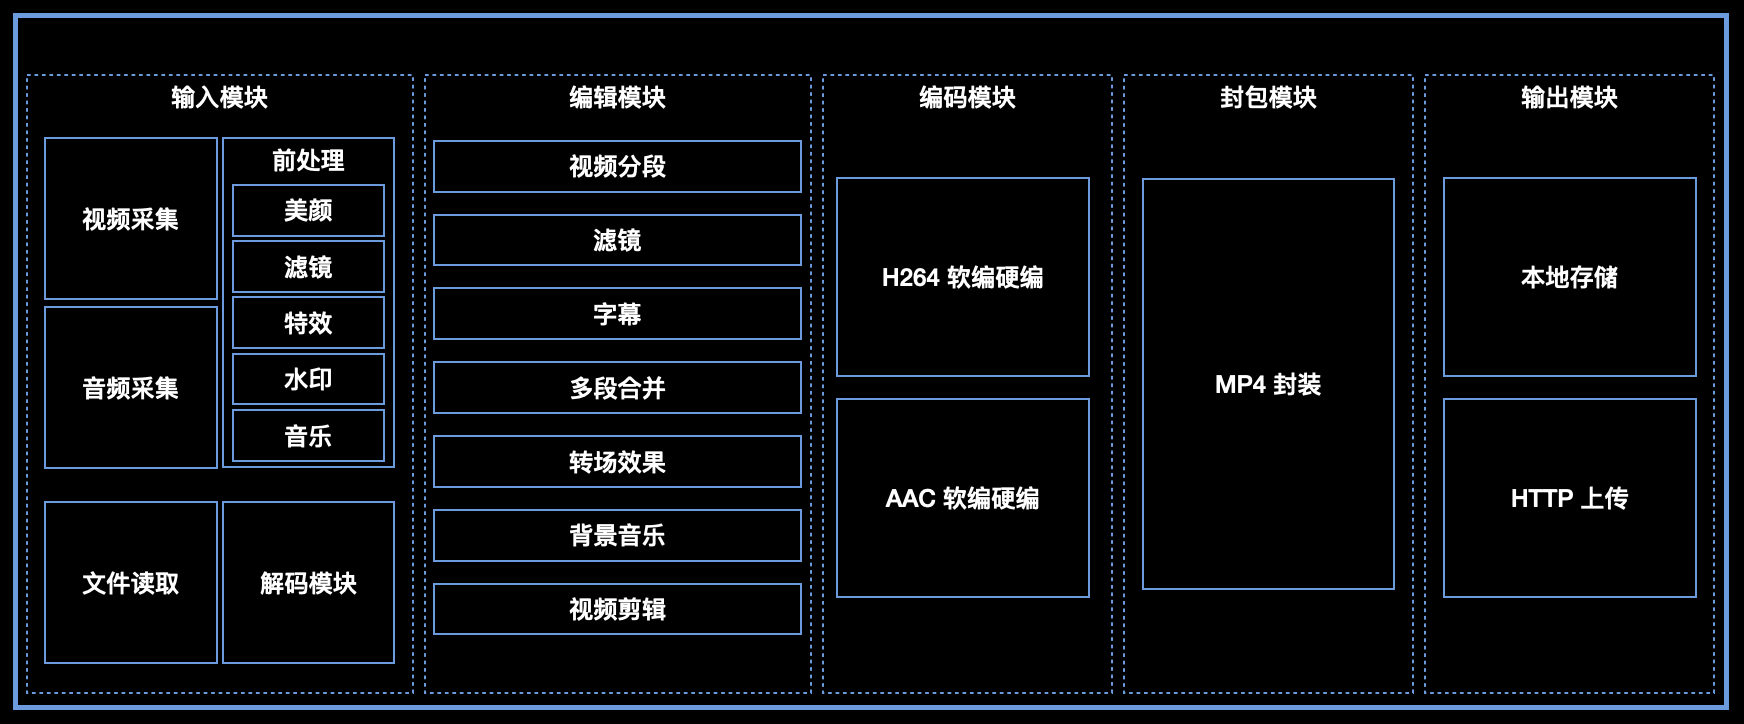 输入模块
视频采集
音频采集
前处理
美颜
滤镜
特效
水印
音乐
文件读取
解码模块
编辑模块
视频分段
滤镜
字幕
多段合并
转场效果
背景音乐
视频剪辑
编码模块
H264 软编硬编
AAC 软编硬编
封包模块
MP4 封装
输出模块
本地存储
HTTP 上传